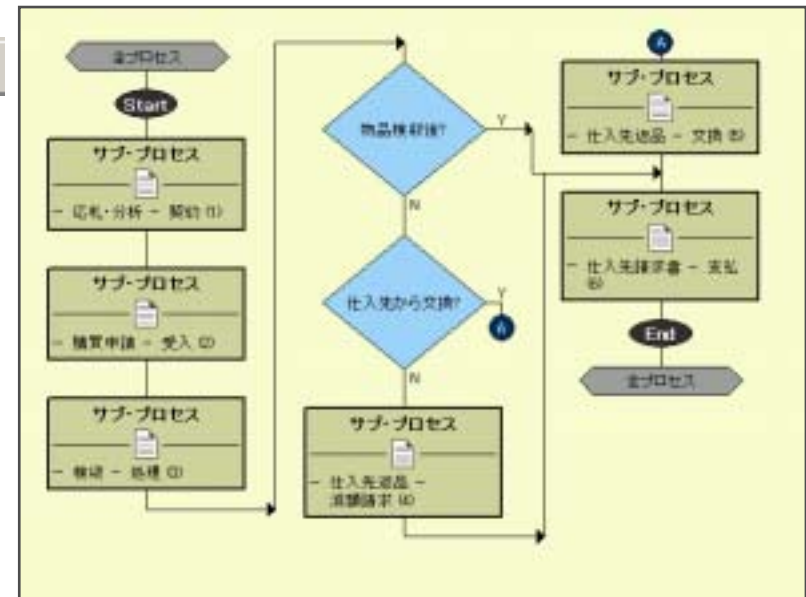 全プロセス
Start
サブ・プロセス
- 応札・分析 - 契約 (1)
サブ・プロセス
- 購買申請 - 受入 (2)
サブ・プロセス
- 検収 - 処理 (3)
物品検収後?
Y
N
仕入先から交換?
Y
A
N
サブ・プロセス
- 仕入先返品 -
減額請求 (4)
A
サブ・プロセス
- 仕入先返品 - 交換 (5)
サブ・プロセス
- 仕入先請求書 - 支払
(6)
End
全プロセス